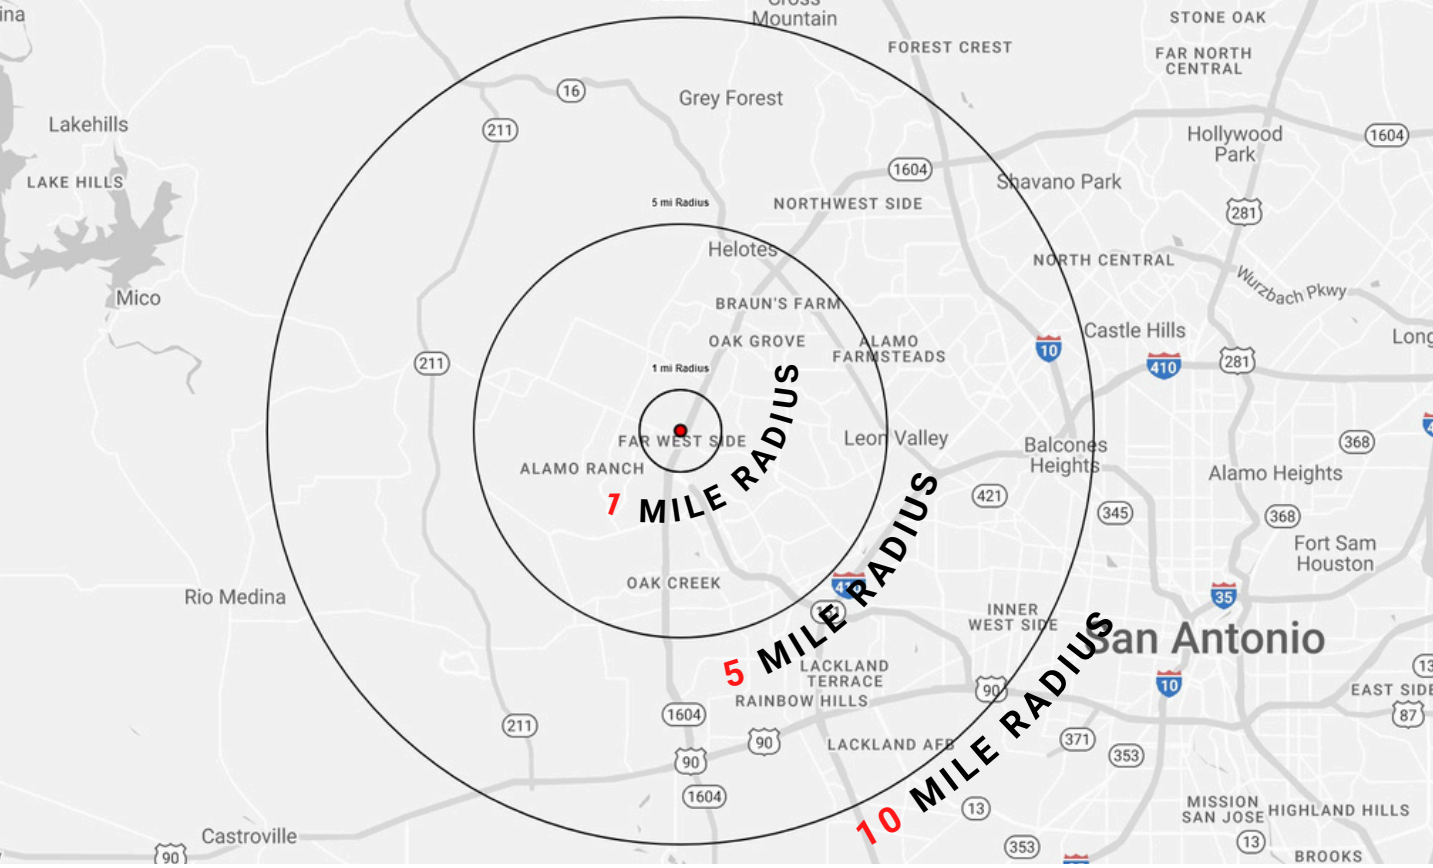 ina
Cross
Mountain
STONE OAK
FOREST CREST
FAR NORTH
CENTRAL
16
Grey Forest
Lakehills
211
Hollywood
Park
1604
1604
LAKE HILLS
Shavano Park
5 mi Radius
NORTHWEST SIDE
281
Helotes
NORTH CENTRAL
Wurzbach Pkwy
Mico
BRAUN'S FARM
Castle Hills
OAK GROVE
ALAMO
FARMSTEADS
10
Long
211
1 mi Radius
410
281
1 MILE RADIUS
FAR WEST SIDE
Leon Valley
Balcones
Heights
368
ALAMO RANCH
Alamo Heights
421
345
368
Fort Sam
Houston
OAK CREEK
5 MILE RADIUS
Rio Medina
35
INNER
WEST SIDE
San Antonio
LACKLAND
TERRACE
90
10
EAST SIDE
13
RAINBOW HILLS
1604
87
211
90
LACKLAND AFB
371
353
90
10 MILE RADIUS
1604
13
MISSION
SAN JOSE
HIGHLAND HILLS
Castroville
353
13
90
BROOKS